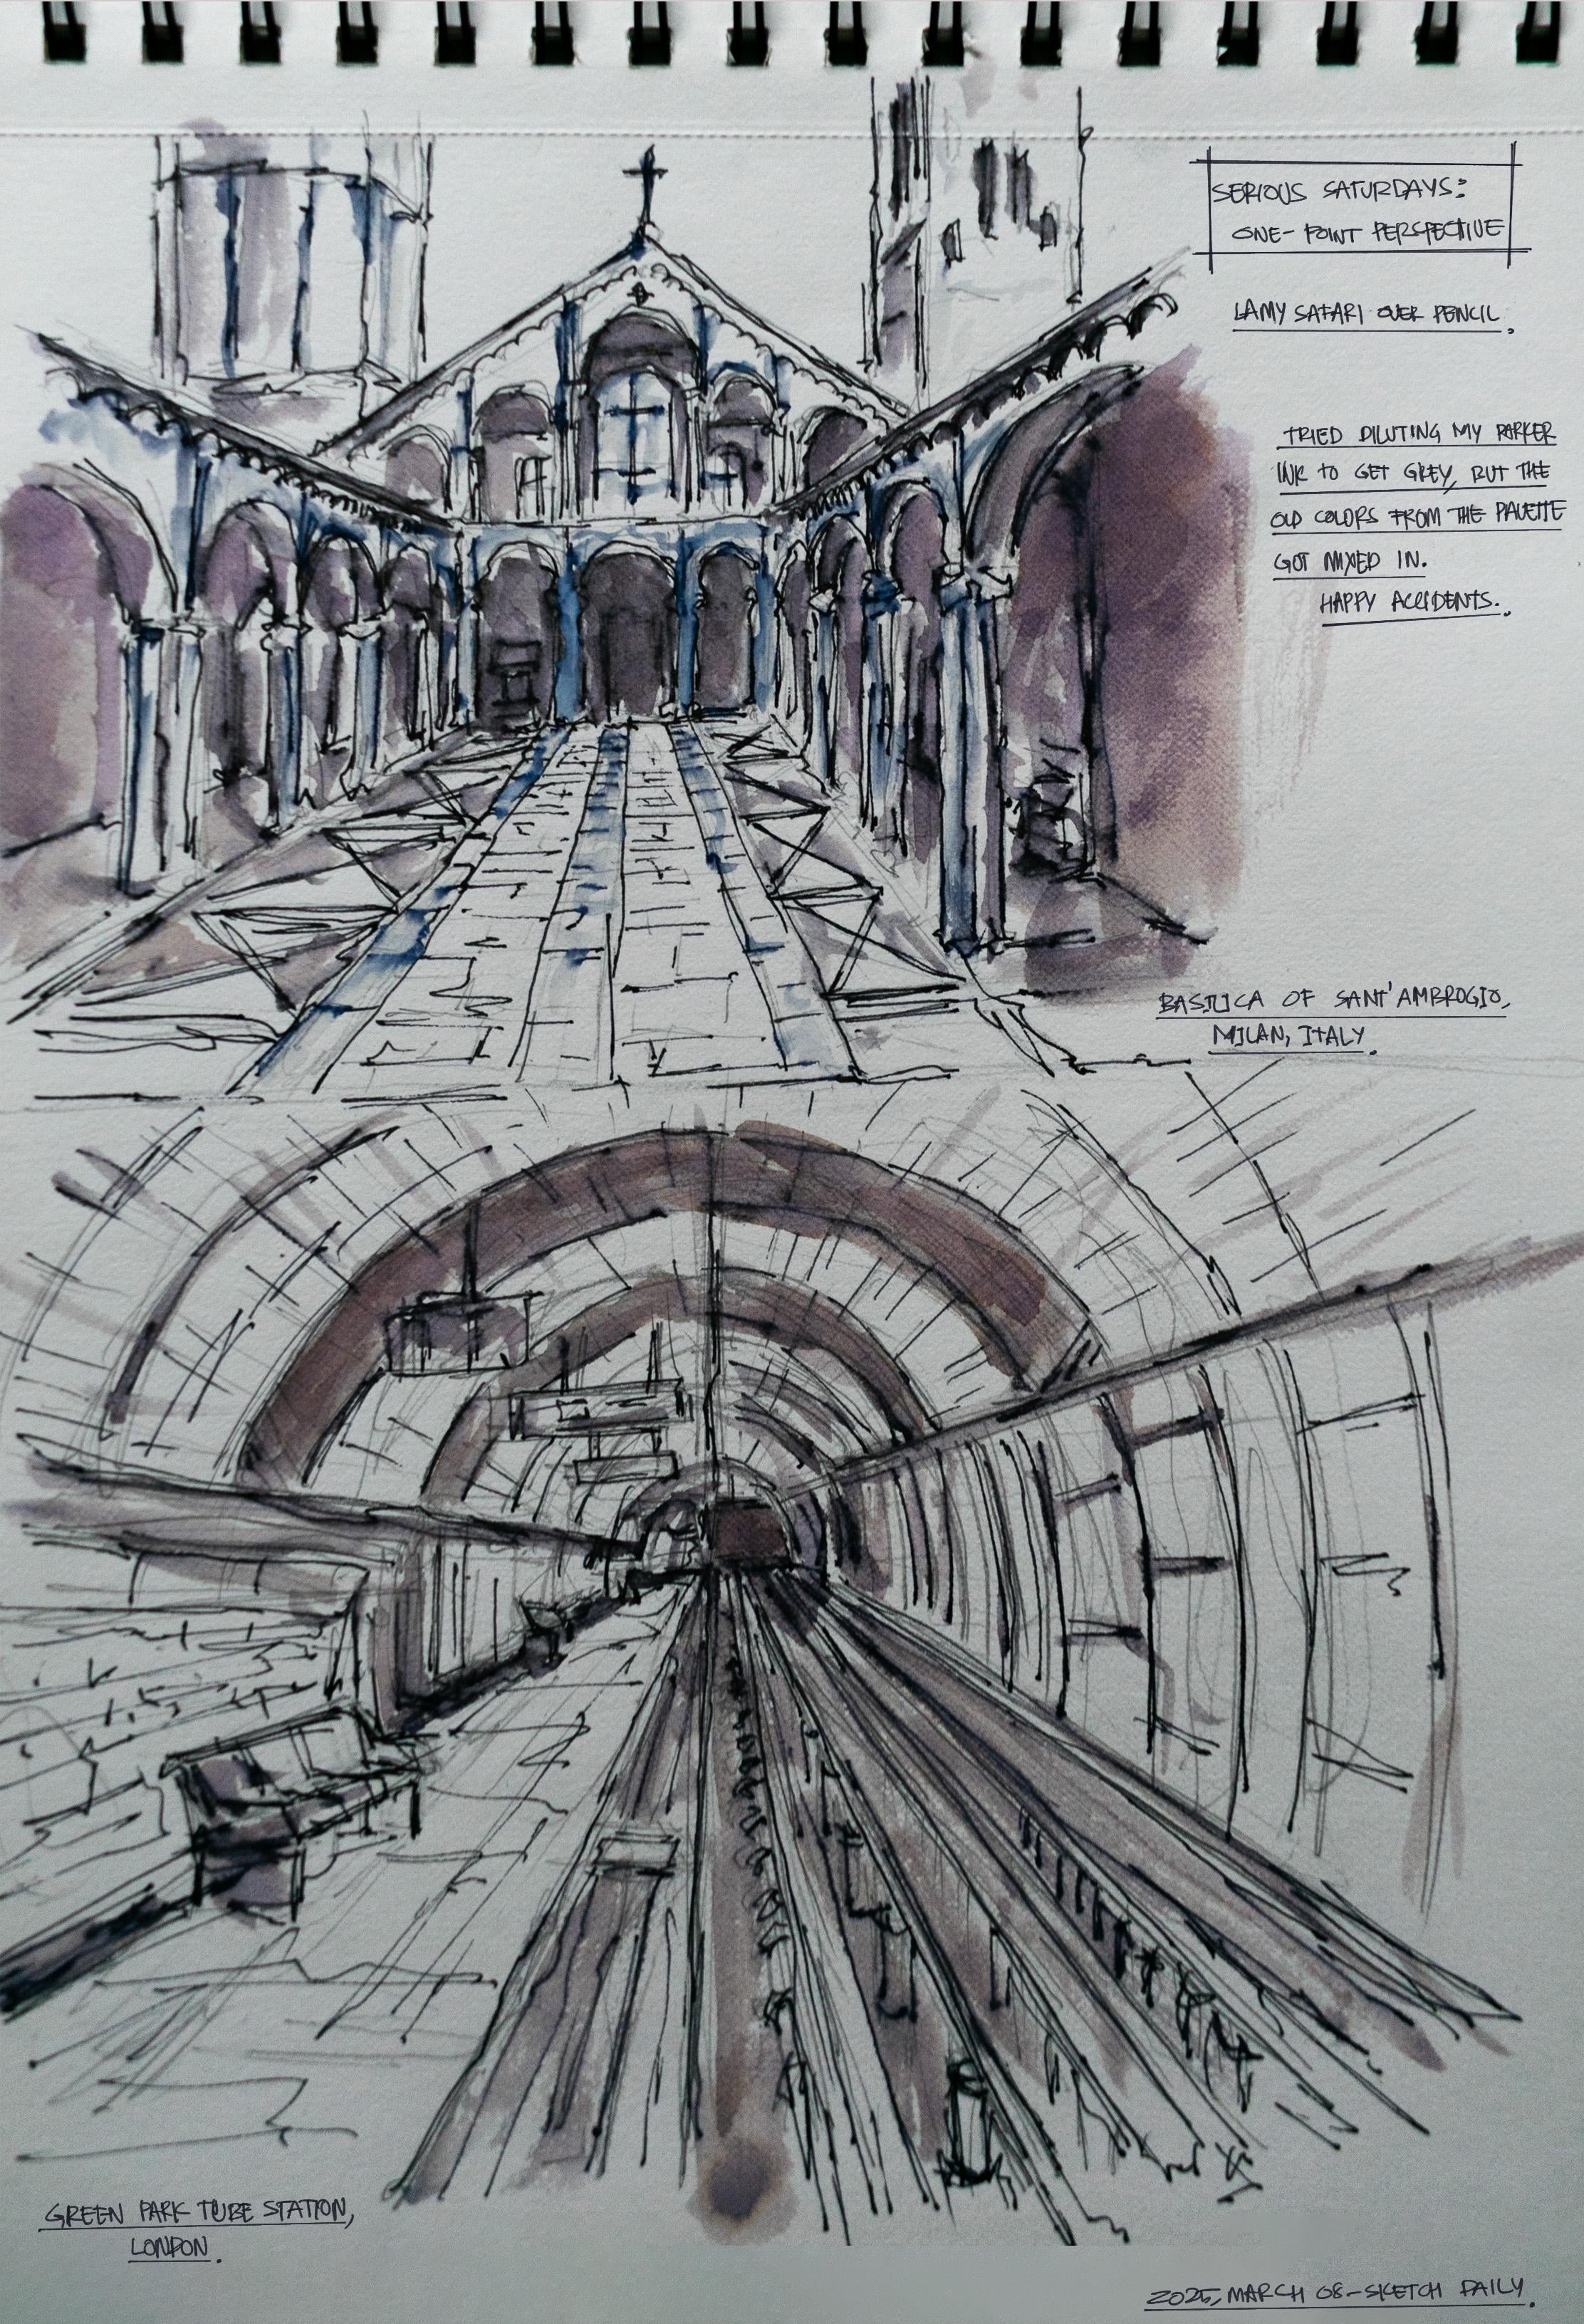 SERIOUS SATURDAYS:
ONE-POINT PERSPECTIVE
LAMY SAFARI OVER PENCIL.
TRIED DILUTING MY PARKER
INK TO GET GREY, BUT THE
OLD COLORS FROM THE PALETTE
GOT MIXED IN.
HAPPY ACCIDENTS.
BASILICA OF SANT'AMBROGIO,
MILAN, ITALY.
GREEN PARK TUBE STATION,
LONDON.
2025, MARCH 08-SKETCH DAILY.